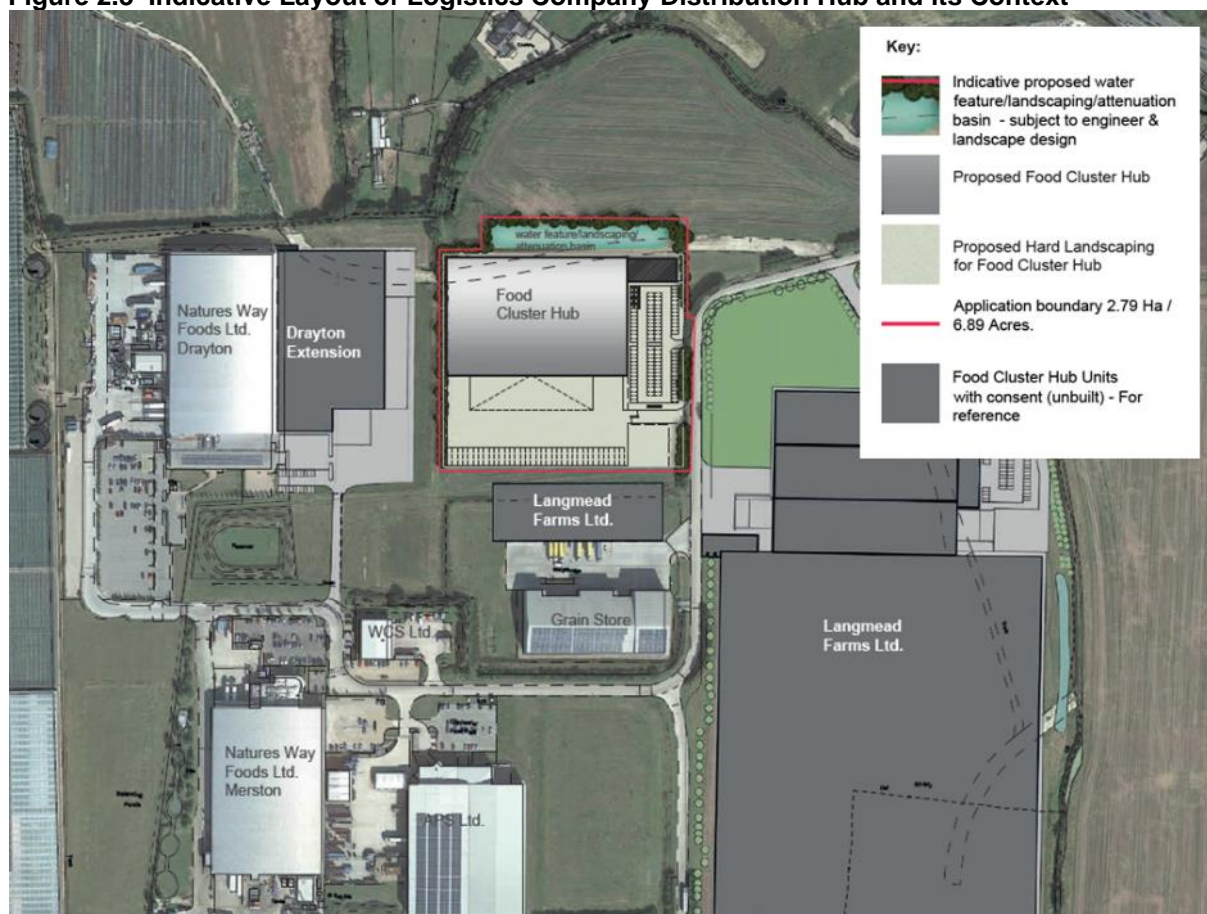 Figure 2.3 Indicative Layout of Logistics Company Distribution Hub and its Context
Key:
Indicative proposed water
feature/landscaping/attenuation
basin - subject to engineer &
landscape design
Proposed Food Cluster Hub
Proposed Hard Landscaping
for Food Cluster Hub
Application boundary 2.79 Ha /
6.89 Acres.
Food Cluster Hub Units
with consent (unbuilt) - For
reference
water feature/landscaping/
attenuation basin
Natures Way
Foods Ltd.
Drayton
Drayton
Extension
Food
Cluster Hub
Langmead
Farms Ltd.
Grain Store
WCS Ltd.
Langmead
Farms Ltd.
Natures Way
Foods Ltd.
Merston
APS Ltd.